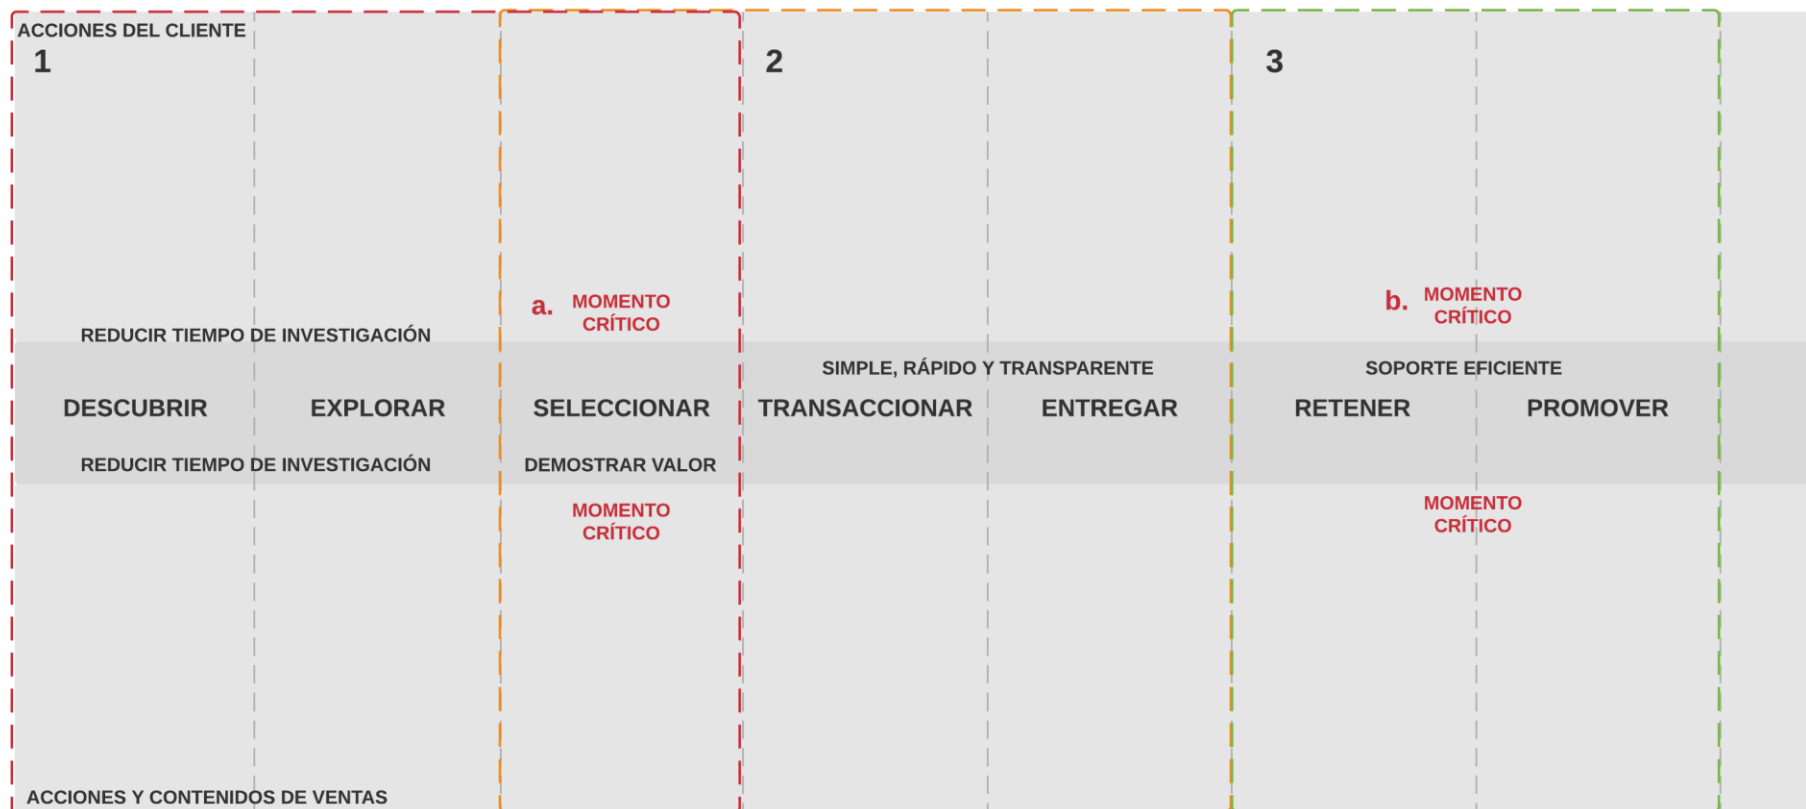 ACCIONES DEL CLIENTE
1
2
3
a. MOMENTO
CRÍTICO
b. MOMENTO
CRÍTICO
REDUCIR TIEMPO DE INVESTIGACIÓN
SIMPLE, RÁPIDO Y TRANSPARENTE
SOPORTE EFICIENTE
DESCUBRIR
EXPLORAR
SELECCIONAR
TRANSACCIONAR
ENTREGAR
RETENER
PROMOVER
REDUCIR TIEMPO DE INVESTIGACIÓN
DEMOSTRAR VALOR
MOMENTO
CRÍTICO
MOMENTO
CRÍTICO
ACCIONES Y CONTENIDOS DE VENTAS